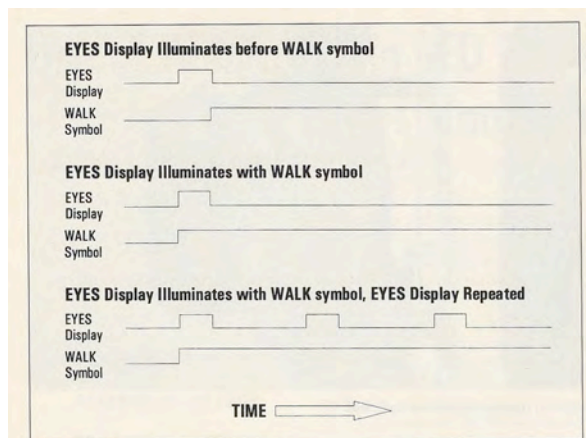 EYES Display Illuminates before WALK symbol
EYES
Display
WALK
Symbol
EYES Display Illuminates with WALK symbol
EYES
Display
WALK
Symbol
EYES Display Illuminates with WALK symbol, EYES Display Repeated
EYES
Display
WALK
Symbol
TIME